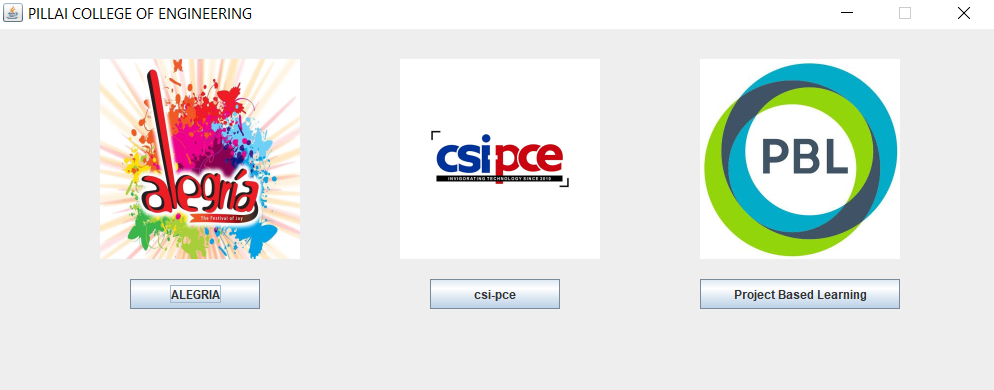 PILLAI COLLEGE OF ENGINEERING
alegría
The Festival of Joy
csi-pce
INVIGORATING TECHNOLOGY SINCE 2010
PBL
ALEGRIA
csi-pce
Project Based Learning